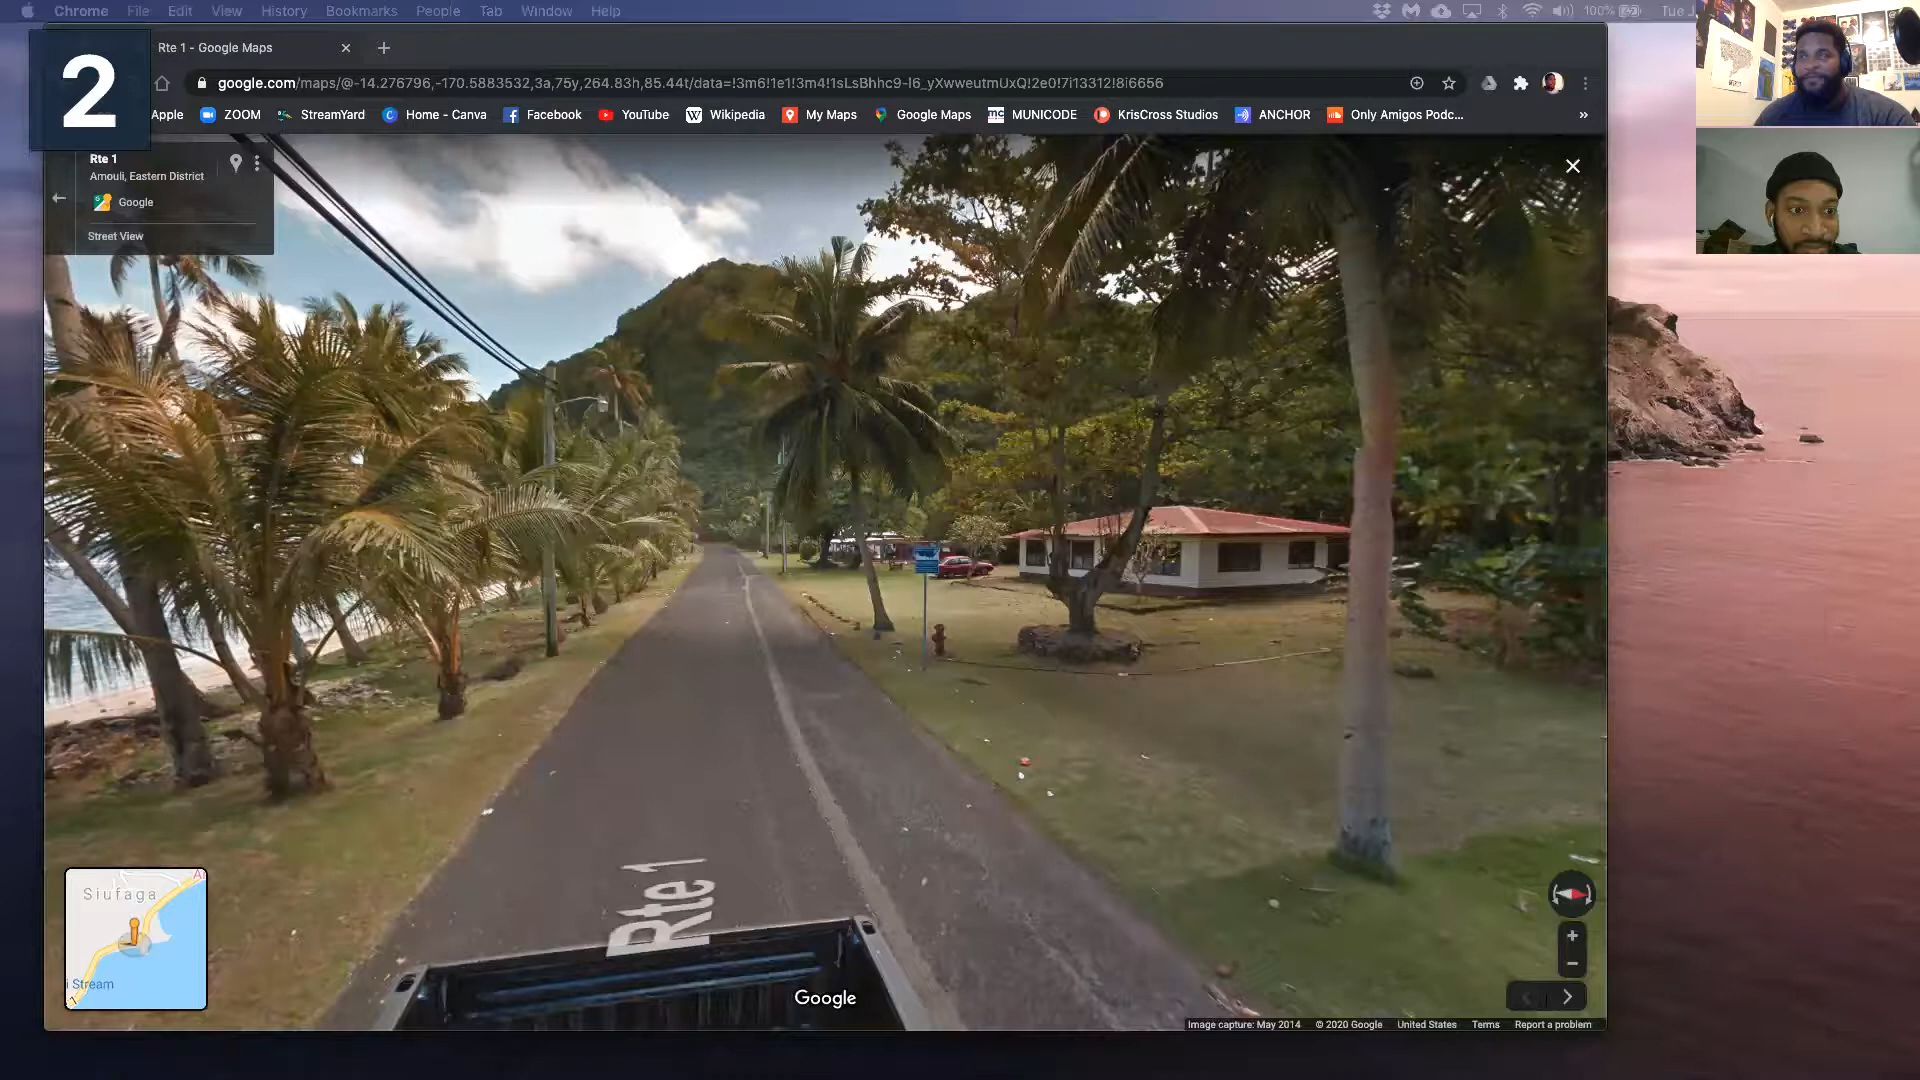 Chrome File Edit View History Bookmarks People Tab Window Help 100% Tue J
2
Rte 1 - Google Maps
google.com/maps/@-14.276796,-170.5883532,3a,75y,264.83h,85.44t/data=!3m6!1e1!3m4!1sLsBhhc9-l6_yXwweutmUxQ!2e0!7i13312!8i6656
Apple ZOOM StreamYard Home - Canva Facebook YouTube Wikipedia My Maps Google Maps MUNICODE KrisCross Studios ANCHOR Only Amigos Podc... »
Rte 1
Amouli, Eastern District
Google
Street View
Rte 1
Siufaga
i Stream
1
Google
Image capture: May 2014 © 2020 Google United States Terms Report a problem